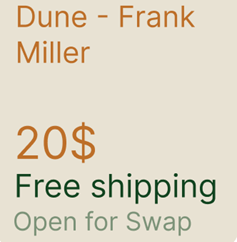 Dune - Frank
Miller
20$
Free shipping
Open for Swap